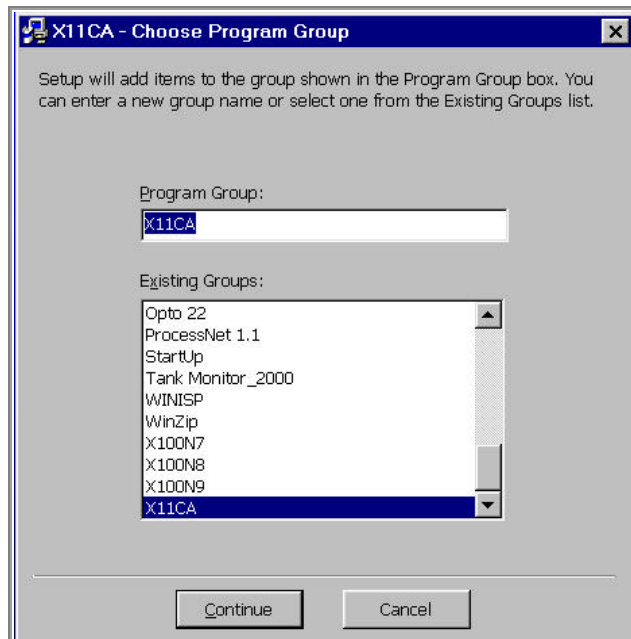 X11CA - Choose Program Group
Setup will add items to the group shown in the Program Group box. You
can enter a new group name or select one from the Existing Groups list.
Program Group:
X11CA
Existing Groups:
Opto 22
ProcessNet 1.1
StartUp
Tank Monitor_2000
WINISP
WinZip
X100N7
X100N8
X100N9
X11CA
Continue
Cancel